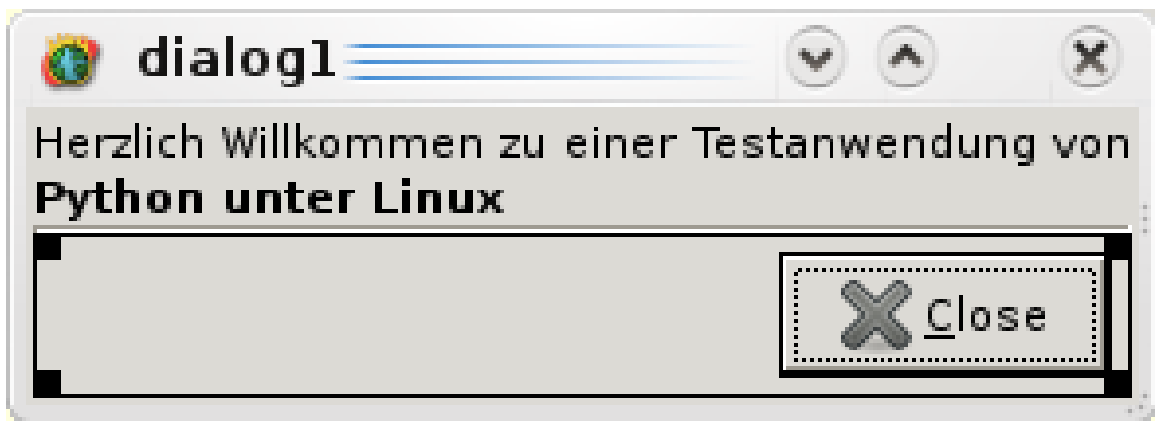 dialog1
Herzlich Willkommen zu einer Testanwendung von
Python unter Linux
Close